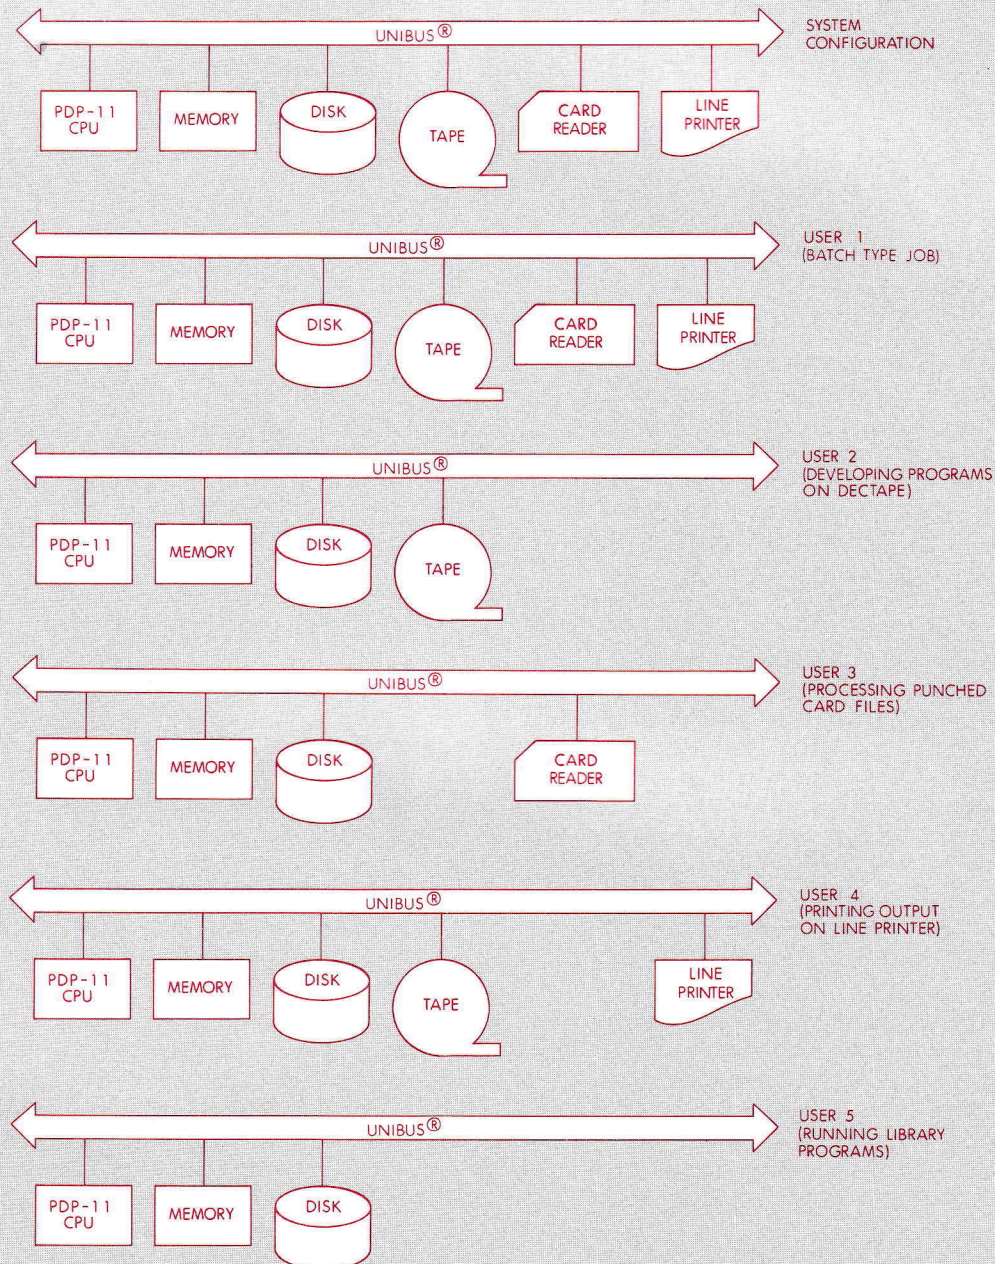 UNIBUS®
SYSTEM
CONFIGURATION
PDP-11
CPU
MEMORY
DISK
TAPE
CARD
READER
LINE
PRINTER
UNIBUS®
USER 1
(BATCH TYPE JOB)
PDP-11
CPU
MEMORY
DISK
TAPE
CARD
READER
LINE
PRINTER
UNIBUS®
USER 2
(DEVELOPING PROGRAMS
ON DECTAPE)
PDP-11
CPU
MEMORY
DISK
TAPE
UNIBUS®
USER 3
(PROCESSING PUNCHED
CARD FILES)
PDP-11
CPU
MEMORY
DISK
CARD
READER
UNIBUS®
USER 4
(PRINTING OUTPUT
ON LINE PRINTER)
PDP-11
CPU
MEMORY
DISK
TAPE
LINE
PRINTER
UNIBUS®
USER 5
(RUNNING LIBRARY
PROGRAMS)
PDP-11
CPU
MEMORY
DISK